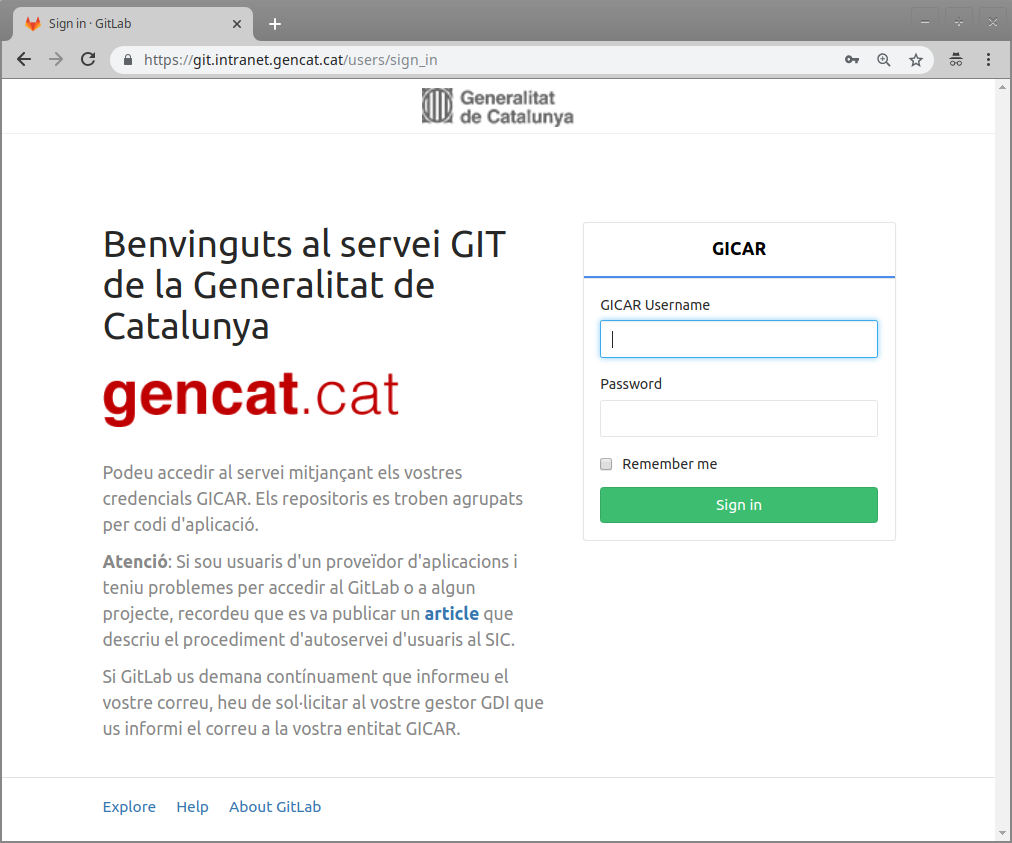 Sign in · GitLab
https://git.intranet.gencat.cat/users/sign_in
Generalitat
de Catalunya
Benvinguts al servei GIT
de la Generalitat de
Catalunya
gencat.cat
Podeu accedir al servei mitjançant els vostres
credencials GICAR. Els repositoris es troben agrupats
per codi d'aplicació.
Atenció: Si sou usuaris d'un proveïdor d'aplicacions i
teniu problemes per accedir al GitLab o a algun
projecte, recordeu que es va publicar un article que
descriu el procediment d'autoservei d'usuaris al SIC.
Si GitLab us demana contínuament que informeu el
vostre correu, heu de sol·licitar al vostre gestor GDI que
us informi el correu a la vostra entitat GICAR.
GICAR
GICAR Username
Password
Remember me
Sign in
Explore Help About GitLab